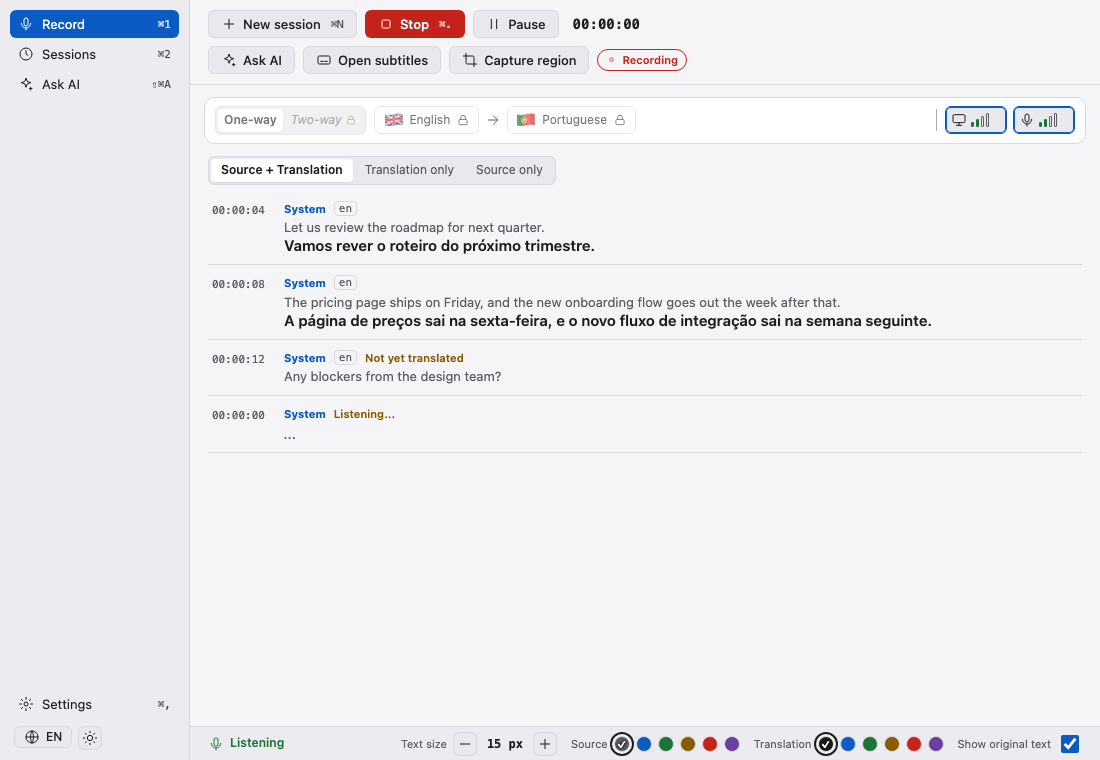 Record ⌘1
Sessions ⌘2
Ask AI ⇧⌘A
New session ⌘N
Stop ⌘.
Pause
00:00:00
Ask AI
Open subtitles
Capture region
Recording
One-way
Two-way
English
Portuguese
Source + Translation
Translation only
Source only
00:00:04 System en
Let us review the roadmap for next quarter.
Vamos rever o roteiro do próximo trimestre.
00:00:08 System en
The pricing page ships on Friday, and the new onboarding flow goes out the week after that.
A página de preços sai na sexta-feira, e o novo fluxo de integração sai na semana seguinte.
00:00:12 System en Not yet translated
Any blockers from the design team?
00:00:00 System Listening...
...
Settings ⌘,
EN
Listening
Text size
15 px
Source
Translation
Show original text